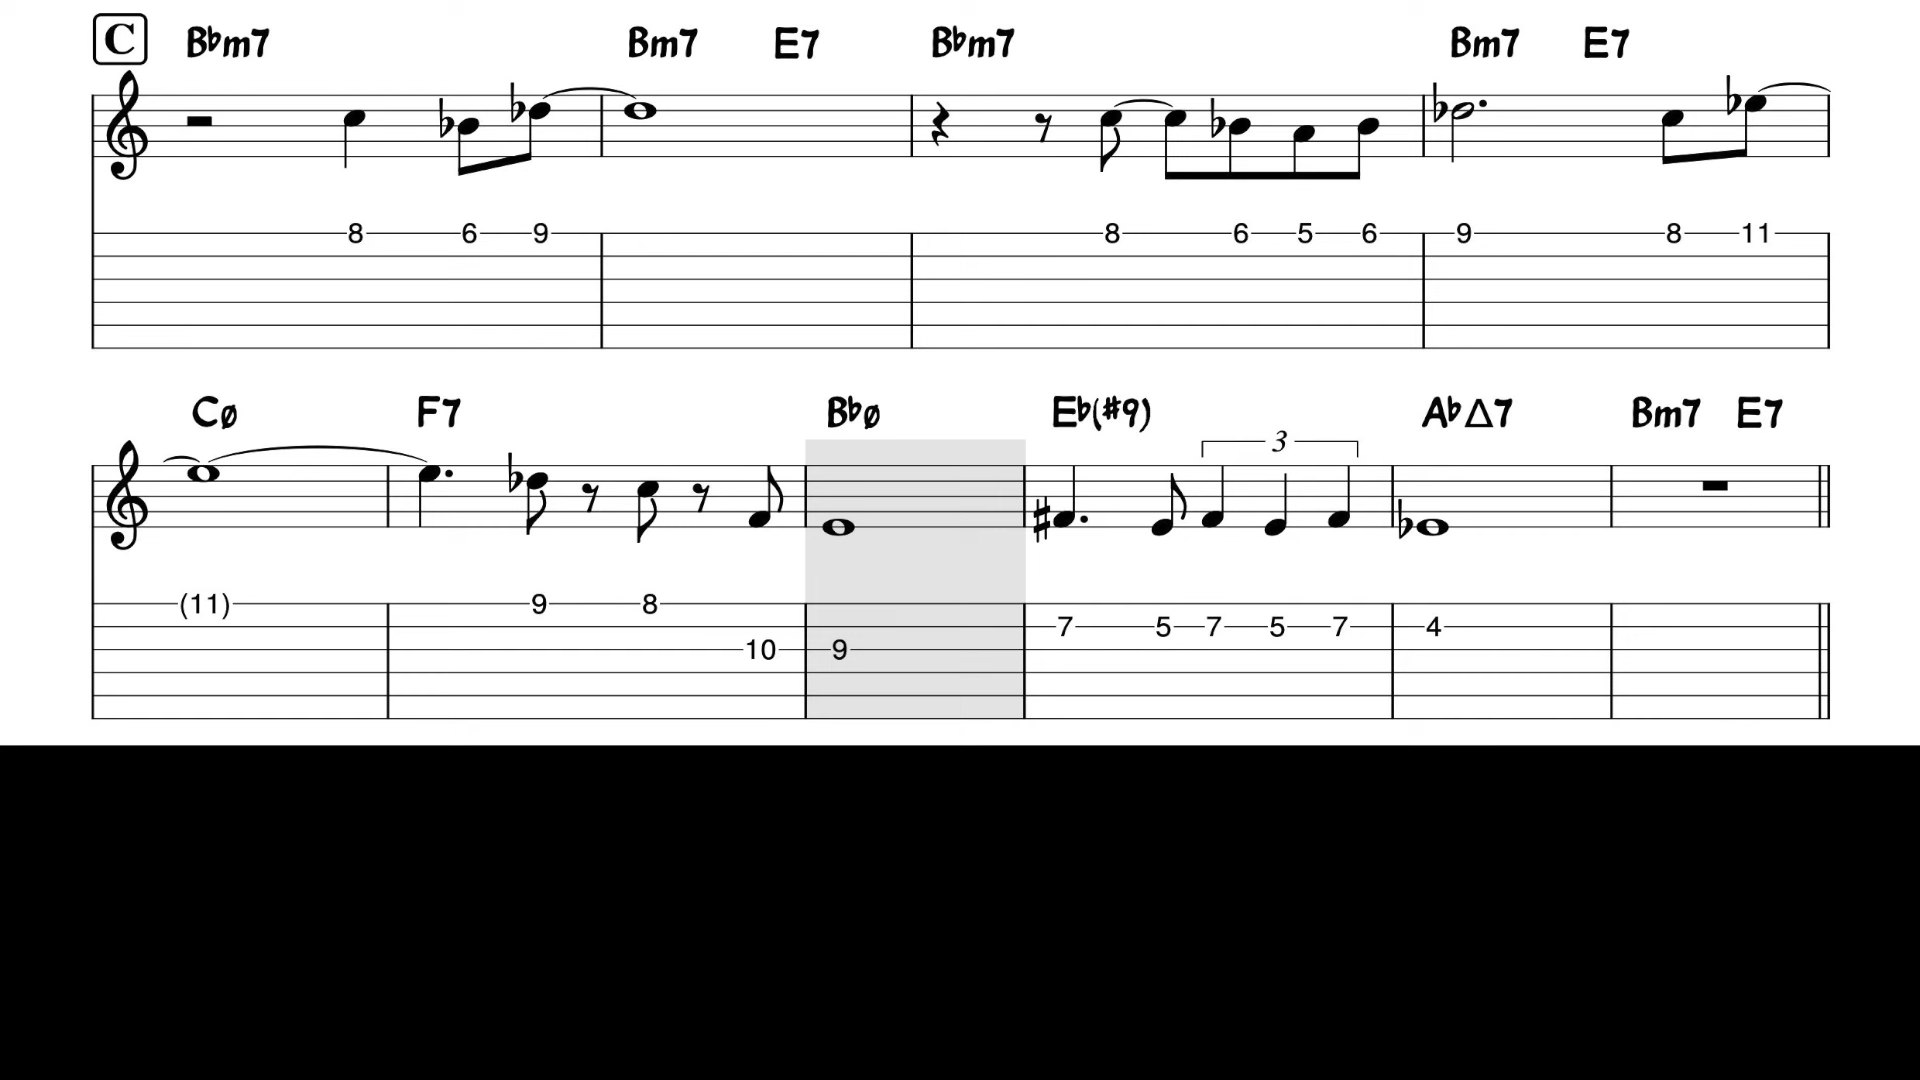 C B♭m7 Bm7 E7 B♭m7 Bm7 E7
8 6 9 8 6 5 6 9 8 11
Cø F7 B♭ø E♭(#9) A♭△7 Bm7 E7
3
(11) 9 8 10 9 7 5 7 5 7 4